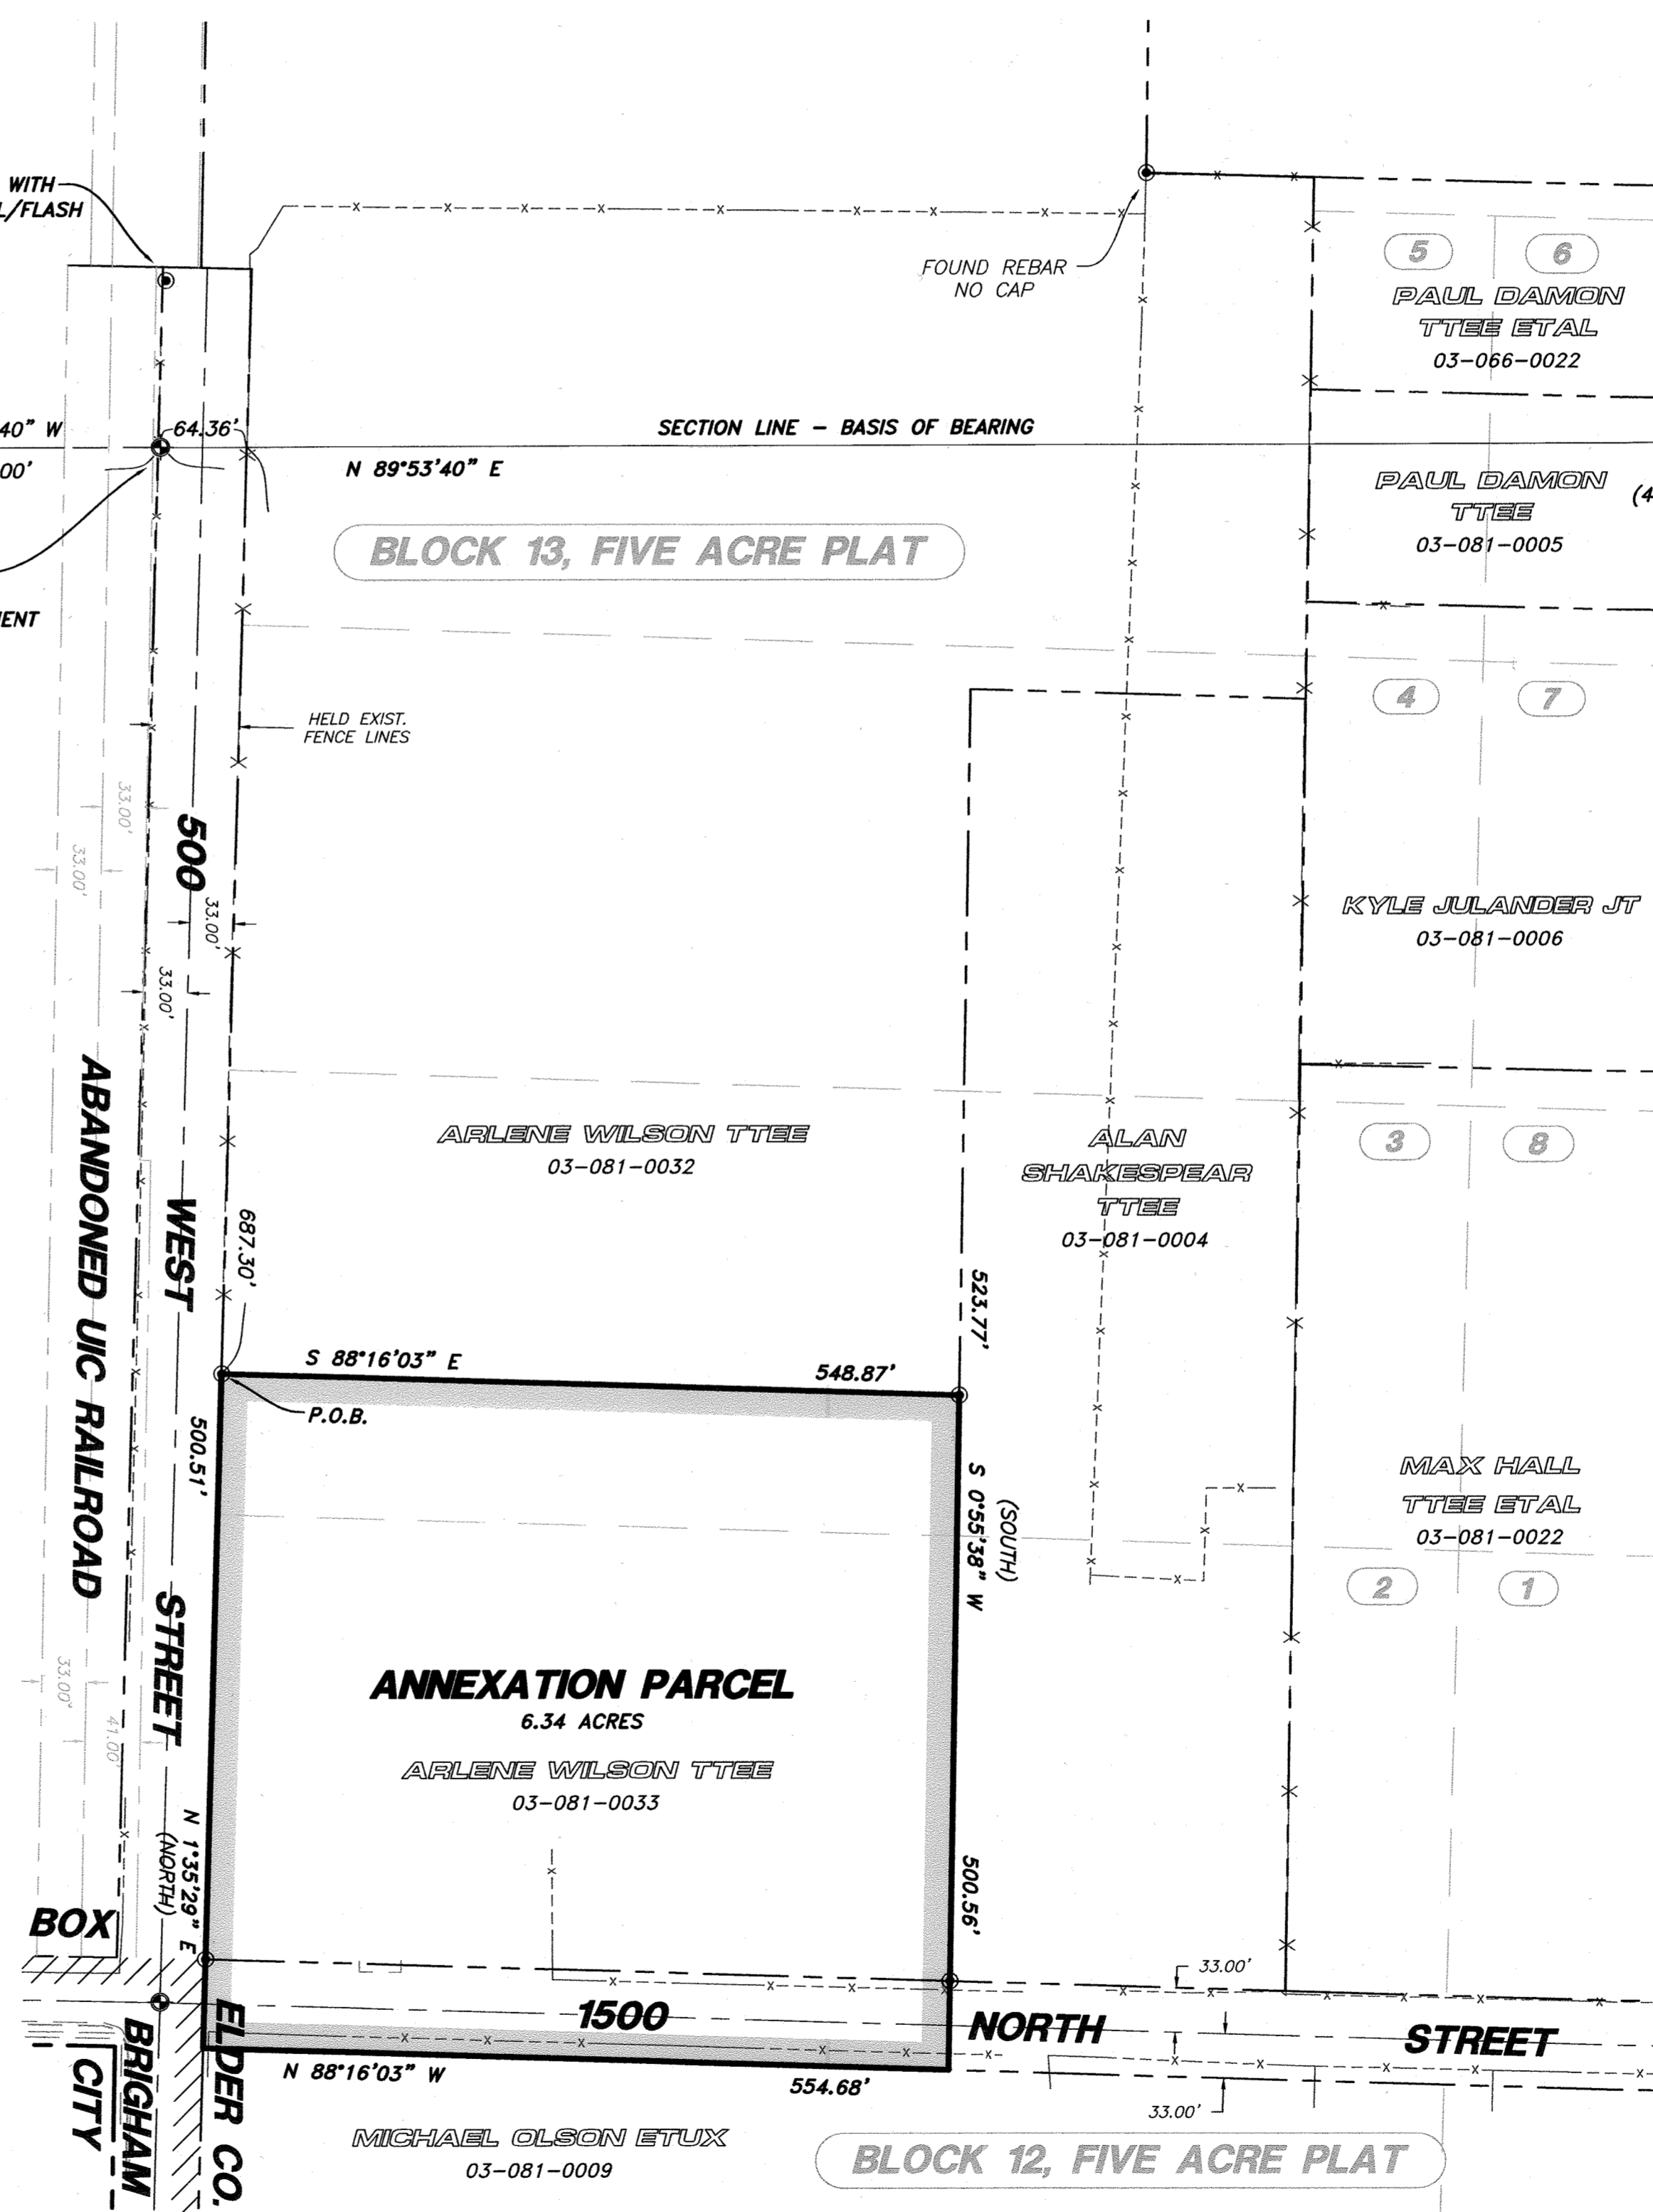 WITH
L/FLASH
FOUND REBAR
NO CAP
5
6
PAUL DAMON
TTEE ETAL
03-066-0022
40" W
64.36'
SECTION LINE - BASIS OF BEARING
00'
N 89°53'40" E
PAUL DAMON
TTEE
03-081-0005
(4
BLOCK 13, FIVE ACRE PLAT
ENT
HELD EXIST.
FENCE LINES
4
7
33.00'
33.00'
500
33.00'
33.00'
KYLE JULANDER JT
03-081-0006
ABANDONED UIC RAILROAD
WEST
687.30'
ARLENE WILSON TTEE
03-081-0032
ALAN
SHAKESPEAR
TTEE
03-081-0004
3
8
523.77'
S 88°16'03" E
548.87'
P.O.B.
500.51'
S 0°55'38" W
(SOUTH)
MAX HALL
TTEE ETAL
03-081-0022
2
1
STREET
33.00'
41.00'
ANNEXATION PARCEL
6.34 ACRES
ARLENE WILSON TTEE
03-081-0033
N 1°35'29" E
(NORTH)
500.56'
BOX
ELDER CO.
BRIGHAM
CITY
33.00'
1500
NORTH
STREET
N 88°16'03" W
554.68'
33.00'
MICHAEL OLSON ETUX
03-081-0009
BLOCK 12, FIVE ACRE PLAT